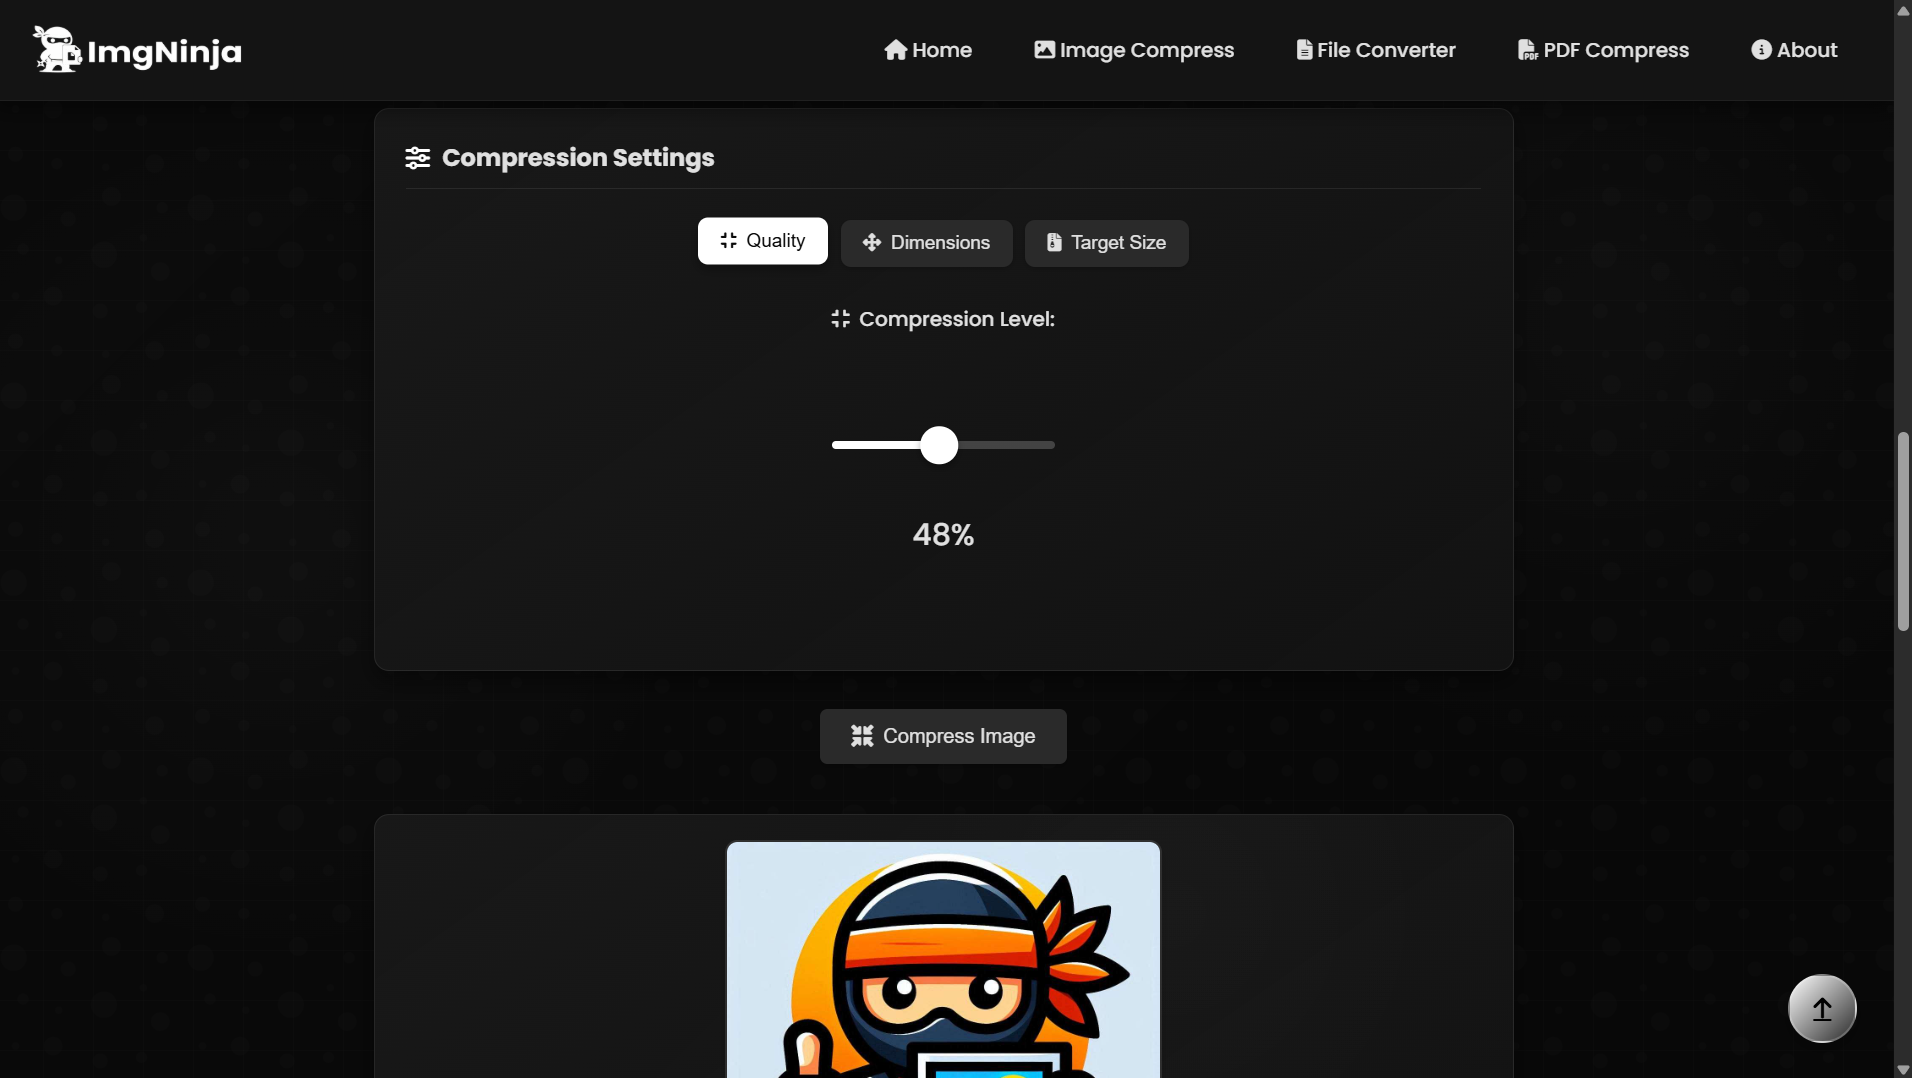 ImgNinja
Home
Image Compress
File Converter
PDF Compress
About
Compression Settings
Quality
Dimensions
Target Size
Compression Level:
48%
Compress Image